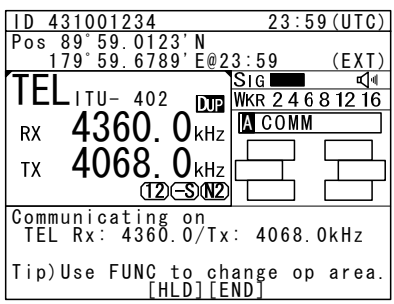 ID 431001234 23:59(UTC)
Pos 89°59.0123'N
179°59.6789'E@23:59 (EXT)
TEL ITU- 402 DUP
SIG
WKR 2 4 6 8 12 16
RX 4360.0kHz
A COMM
TX 4068.0kHz
(12)(-S)(N2)
Communicating on
TEL Rx: 4360.0/Tx: 4068.0kHz
Tip)Use FUNC to change op area.
[HLD][END]